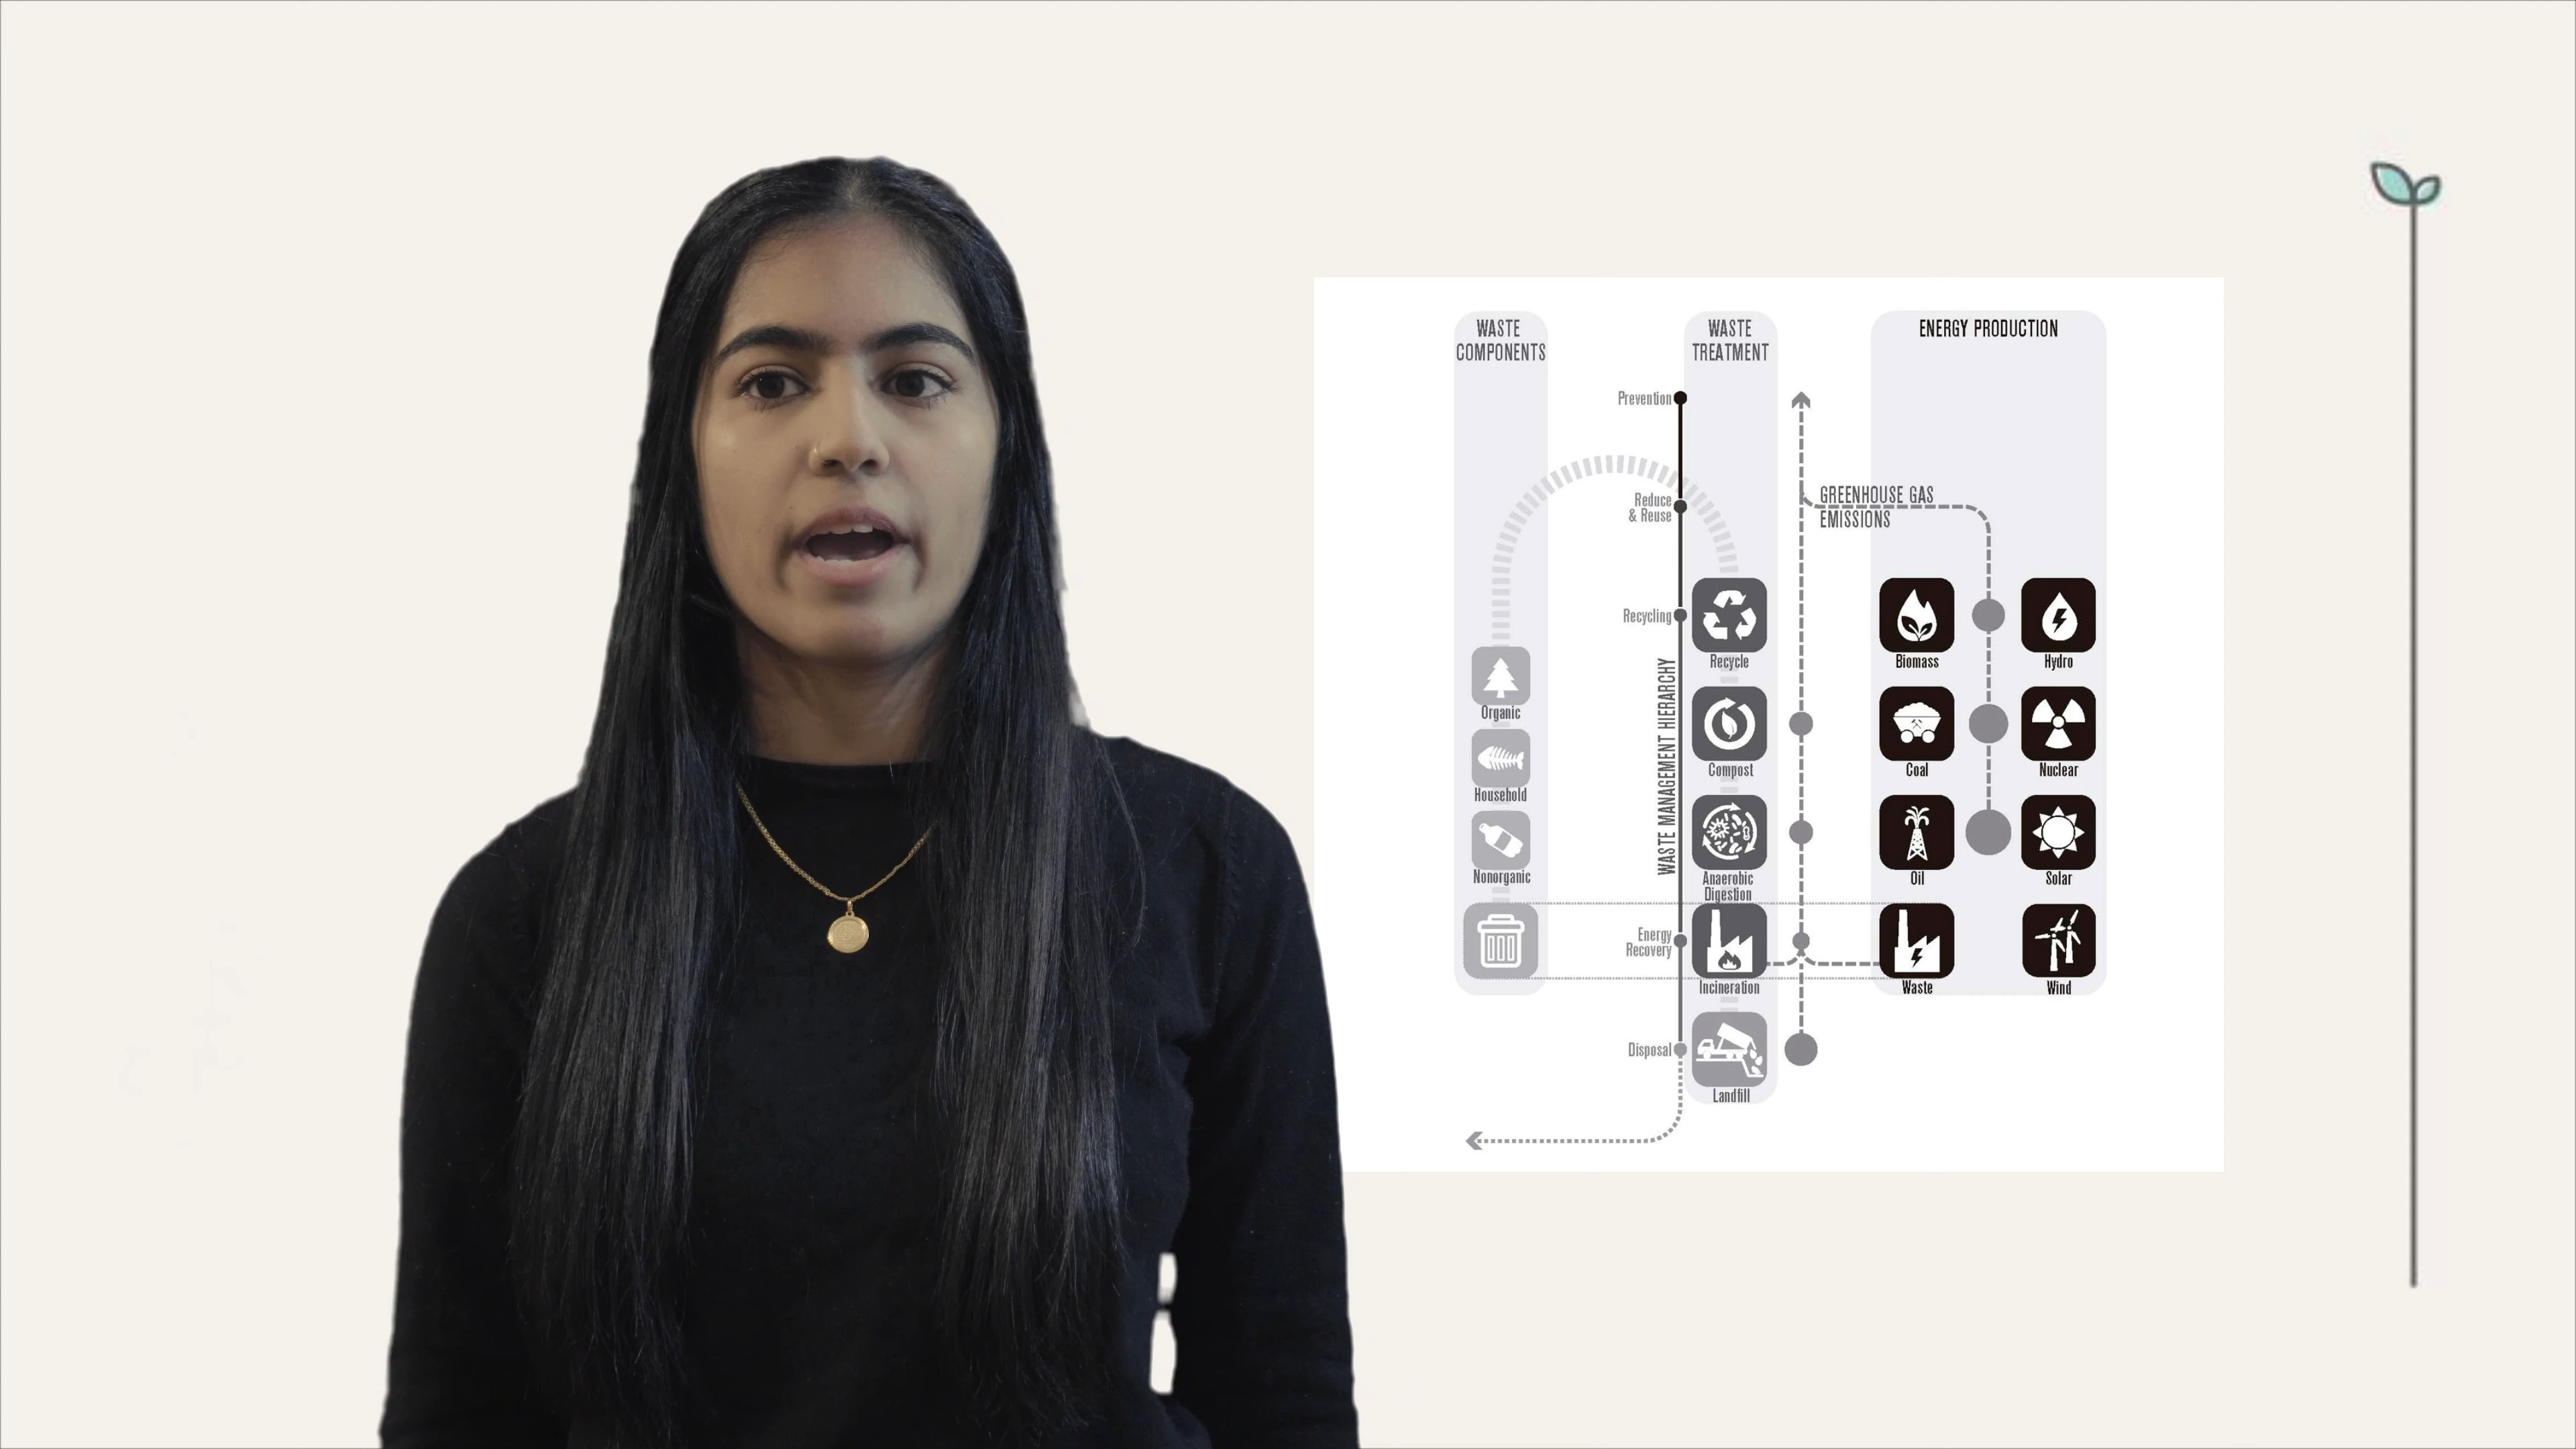 WASTE
COMPONENTS
WASTE
TREATMENT
ENERGY PRODUCTION
Prevention
Reduce
& Reuse
Recycling
Energy
Recovery
Disposal
WASTE MANAGEMENT HIERARCHY
GREENHOUSE GAS
EMISSIONS
Organic
Household
Nonorganic
Recycle
Compost
Anaerobic
Digestion
Incineration
Landfill
Biomass
Hydro
Coal
Nuclear
Oil
Solar
Waste
Wind